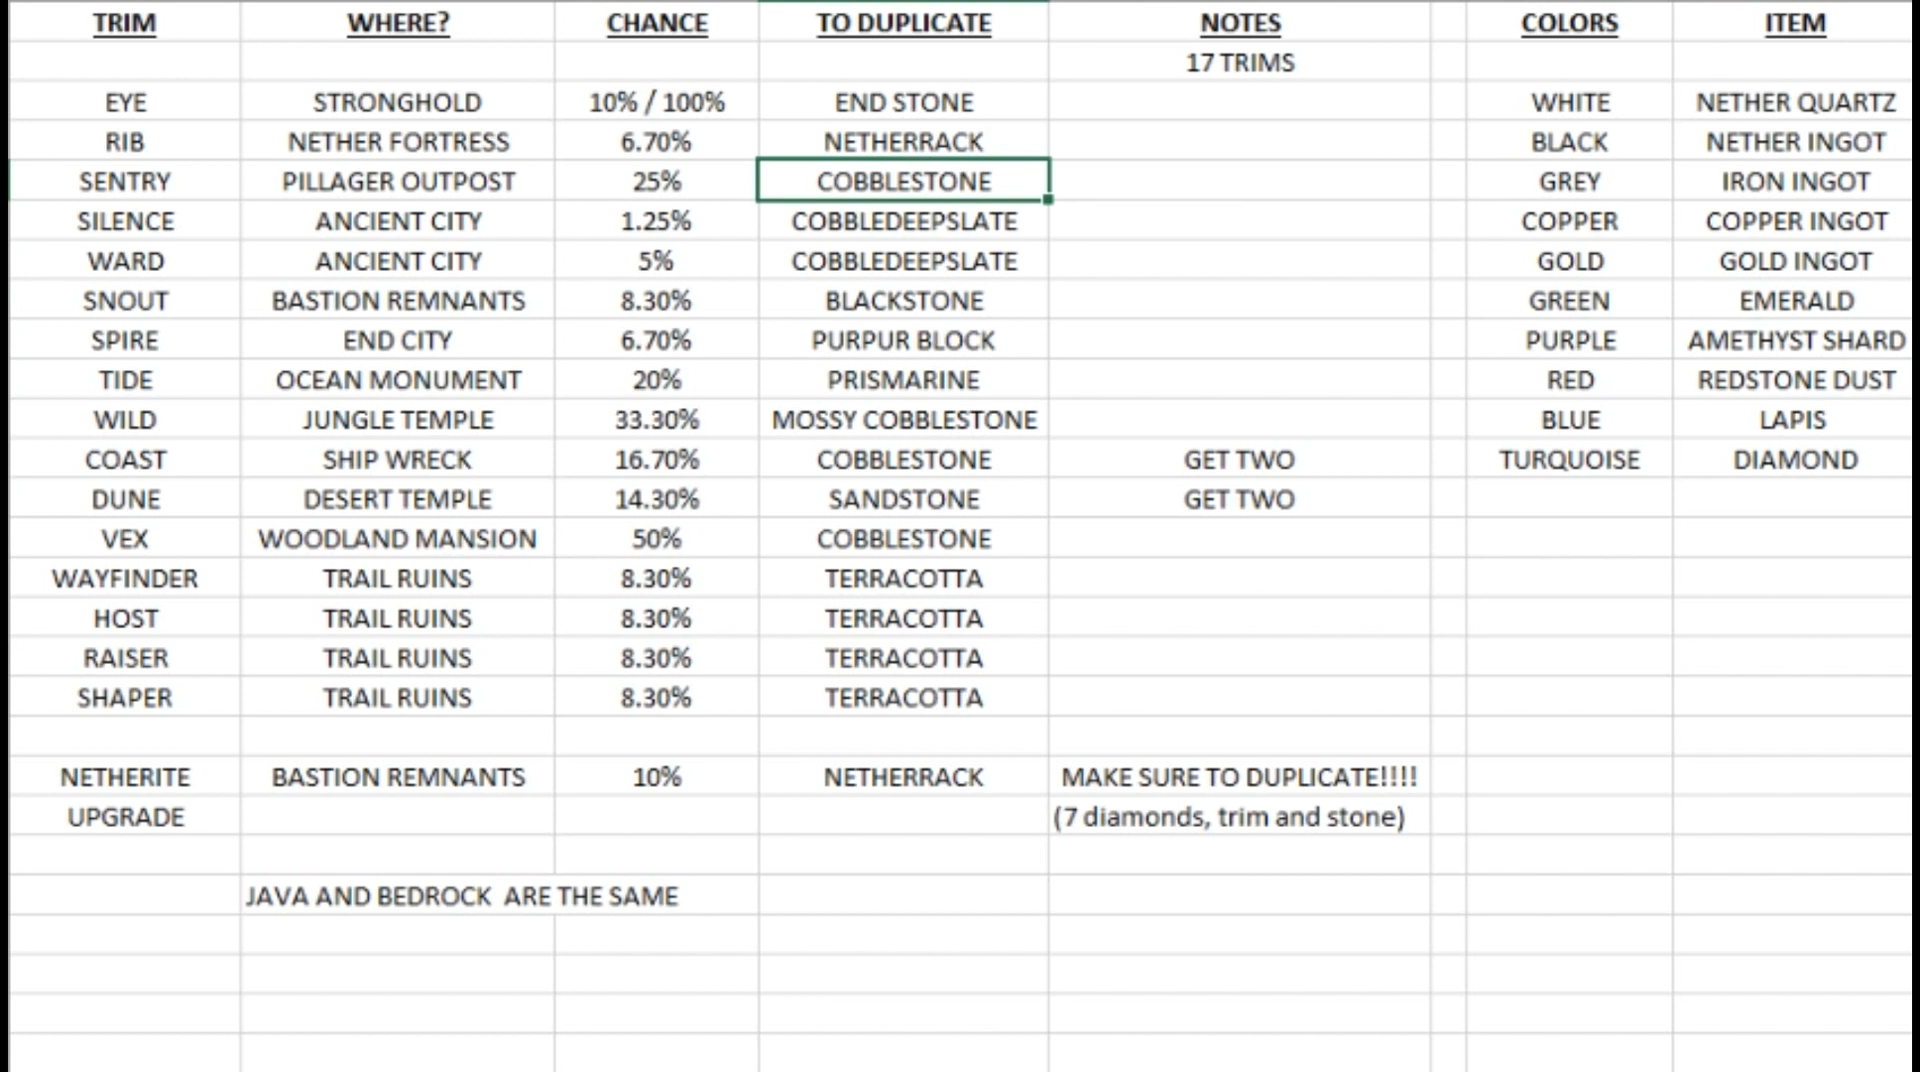 TRIM WHERE? CHANCE TO DUPLICATE NOTES COLORS ITEM
17 TRIMS
EYE STRONGHOLD 10% / 100% END STONE WHITE NETHER QUARTZ
RIB NETHER FORTRESS 6.70% NETHERRACK BLACK NETHER INGOT
SENTRY PILLAGER OUTPOST 25% COBBLESTONE GREY IRON INGOT
SILENCE ANCIENT CITY 1.25% COBBLEDEEPSLATE COPPER COPPER INGOT
WARD ANCIENT CITY 5% COBBLEDEEPSLATE GOLD GOLD INGOT
SNOUT BASTION REMNANTS 8.30% BLACKSTONE GREEN EMERALD
SPIRE END CITY 6.70% PURPUR BLOCK PURPLE AMETHYST SHARD
TIDE OCEAN MONUMENT 20% PRISMARINE RED REDSTONE DUST
WILD JUNGLE TEMPLE 33.30% MOSSY COBBLESTONE BLUE LAPIS
COAST SHIP WRECK 16.70% COBBLESTONE GET TWO TURQUOISE DIAMOND
DUNE DESERT TEMPLE 14.30% SANDSTONE GET TWO
VEX WOODLAND MANSION 50% COBBLESTONE
WAYFINDER TRAIL RUINS 8.30% TERRACOTTA
HOST TRAIL RUINS 8.30% TERRACOTTA
RAISER TRAIL RUINS 8.30% TERRACOTTA
SHAPER TRAIL RUINS 8.30% TERRACOTTA
NETHERITE BASTION REMNANTS 10% NETHERRACK MAKE SURE TO DUPLICATE!!!!
UPGRADE (7 diamonds, trim and stone)
JAVA AND BEDROCK ARE THE SAME